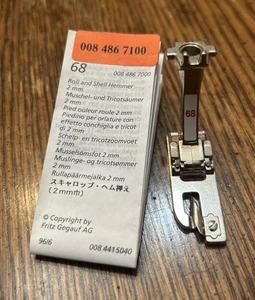 008 486 7100
68
008 486 7000
Roll and Shell Hemmer
2 mm
Muschel- und Tricotsäumer
2 mm
Pied ourleur roulé 2 mm
Piedino per orlature con
effetto conchiglia e tricot
di 2 mm
Schelp- en tricotzoomvoet
2 mm
Musselsömsfot 2 mm
Muslinge- og tricotsømmer
2 mm
Rullapäärmejalka 2 mm
スキャロップ・ヘム押え
(2mm巾)
© Copyright by
Fritz Gegauf AG
96/6
008 4415040
68